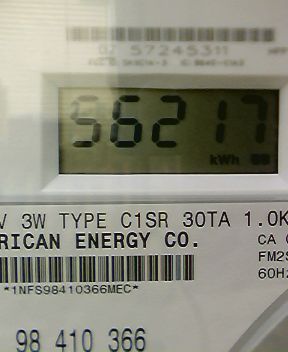 02 57245311
56217
kWh
V 3W TYPE C1SR 30TA 1.0K
RICAN ENERGY CO.
CA
FM2S
60Hz
*1NFS98410366MEC*
98 410 366